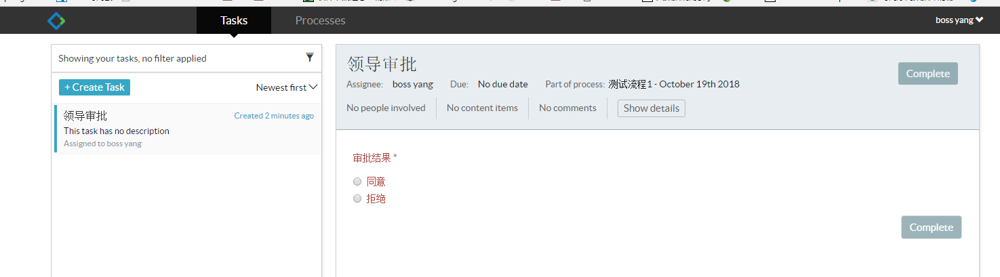 Tasks Processes boss yang
Showing your tasks, no filter applied
+ Create Task Newest first
领导审批 Created 2 minutes ago
This task has no description
Assigned to boss yang
领导审批 Complete
Assignee: boss yang Due: No due date Part of process: 测试流程1 - October 19th 2018
No people involved No content items No comments Show details
审批结果 *
同意
拒绝
Complete